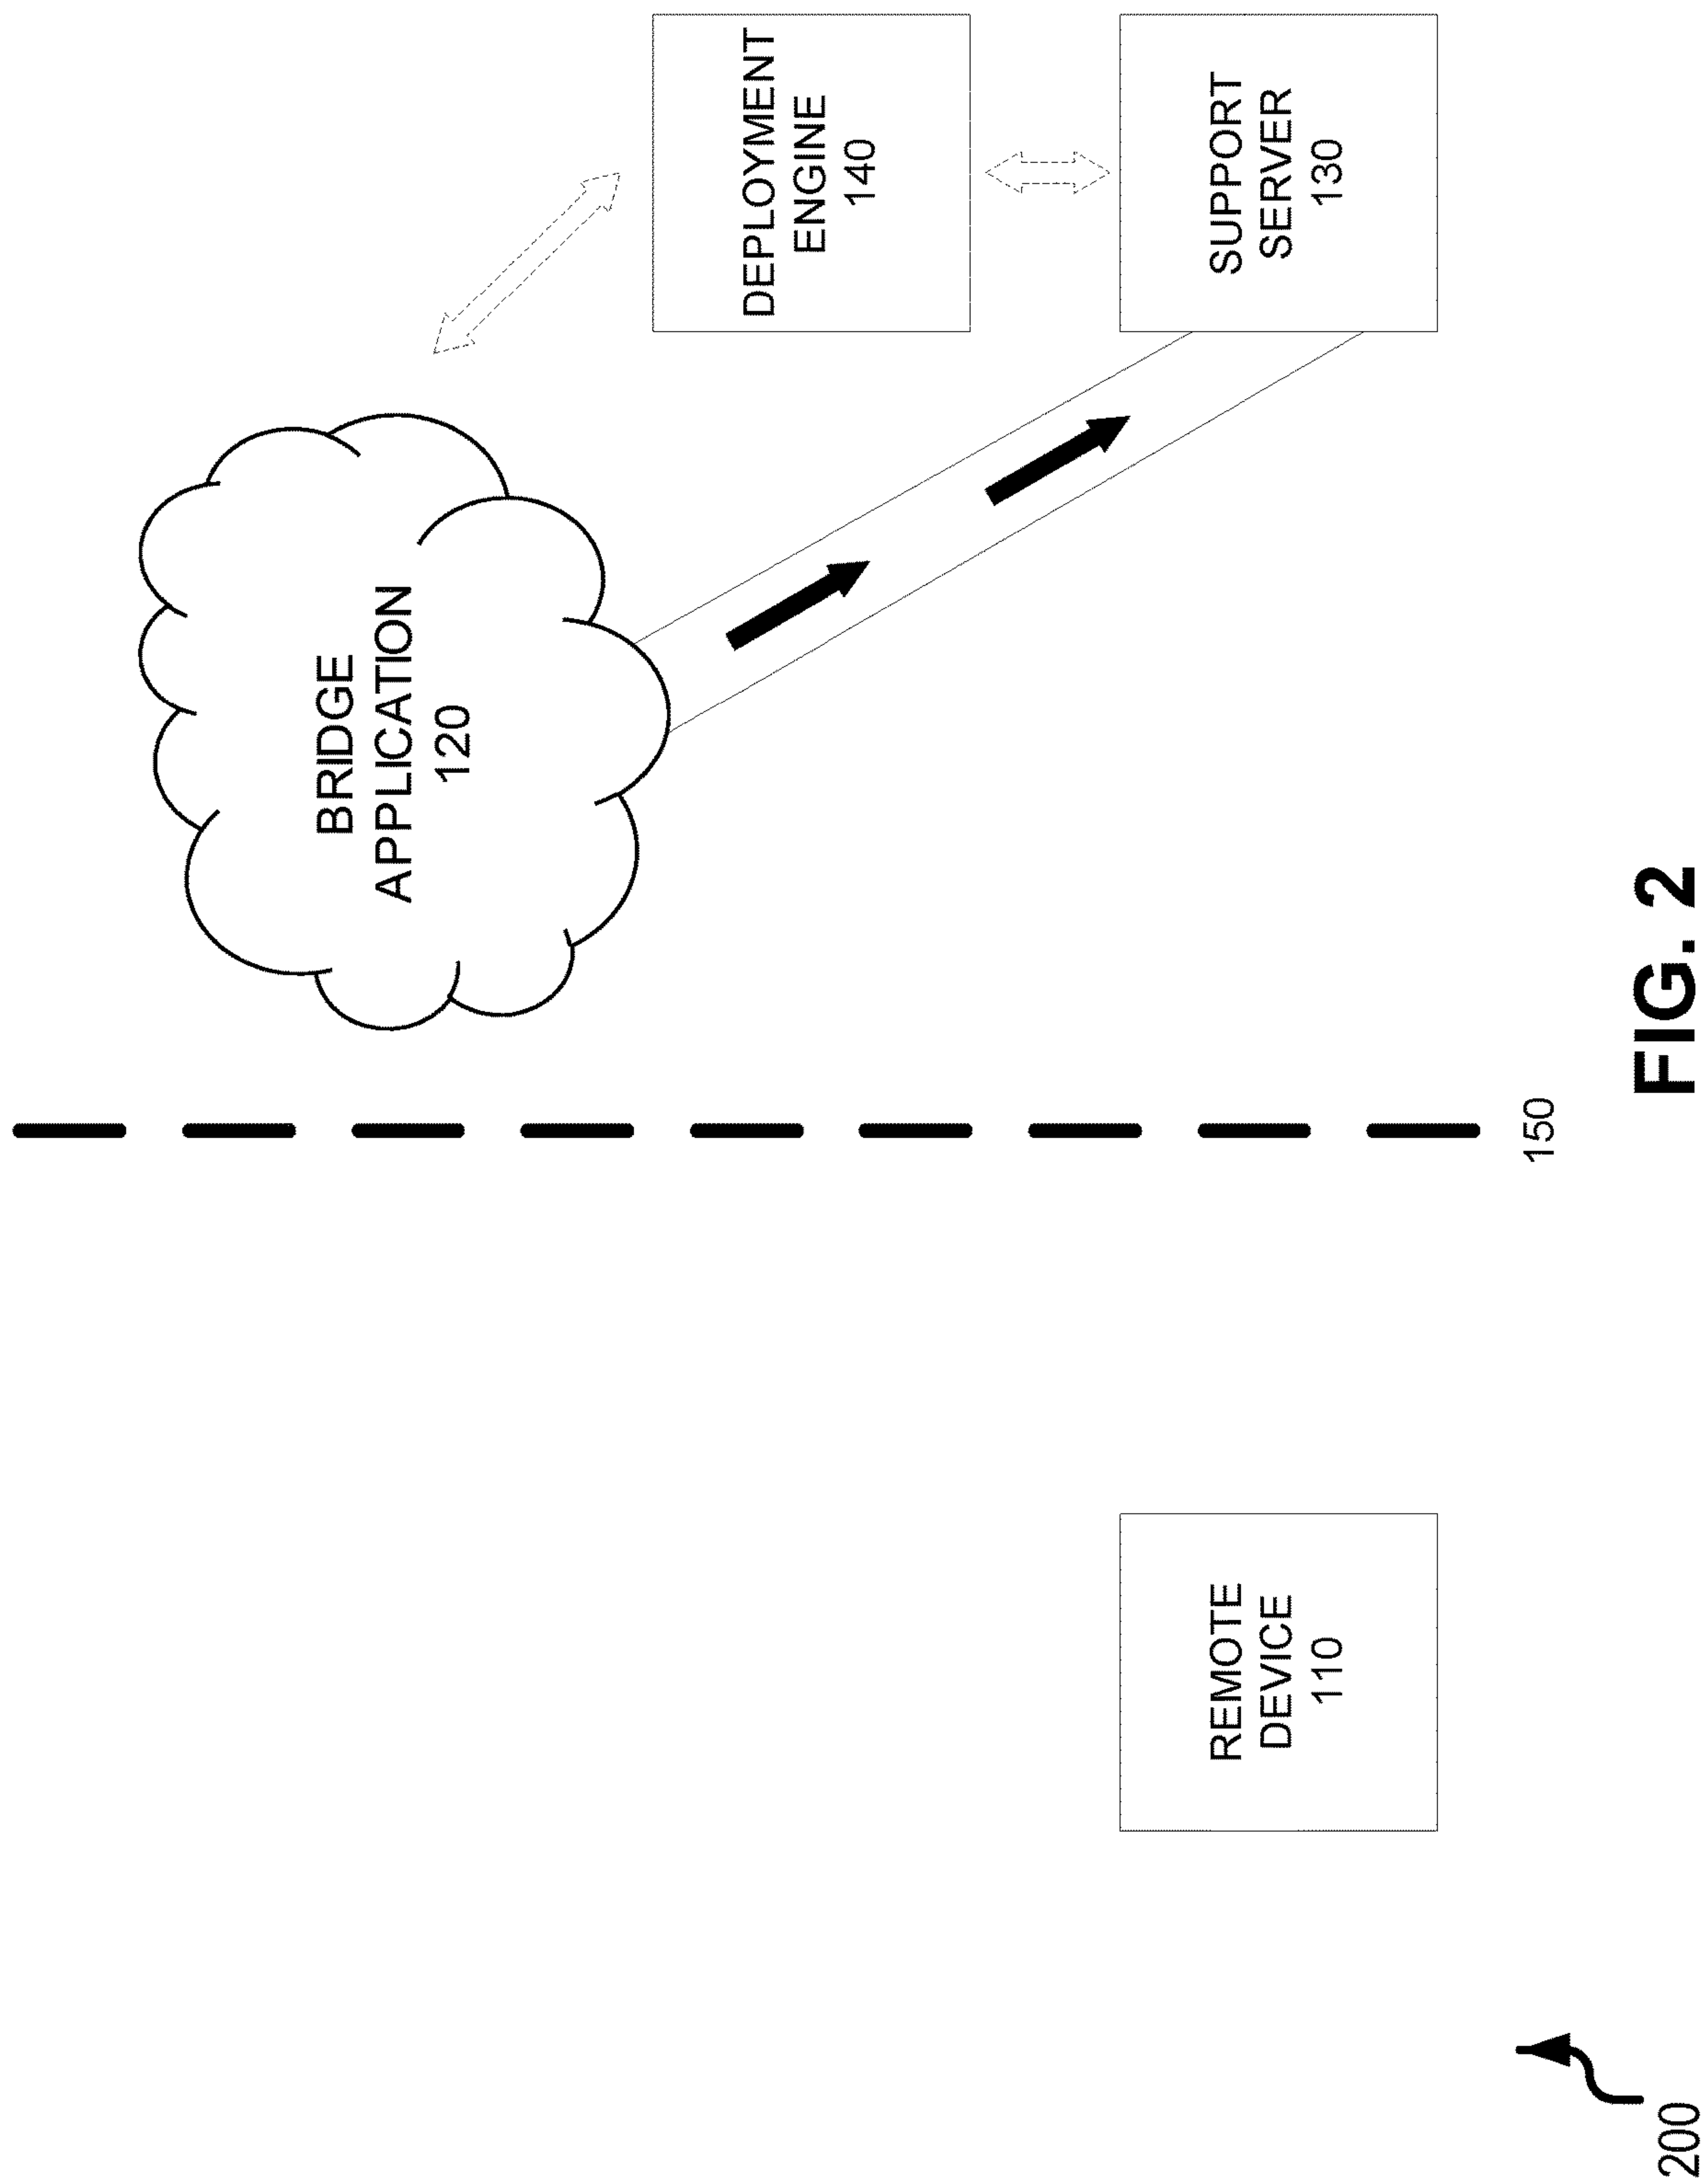 BRIDGE
APPLICATION
120
DEPLOYMENT
ENGINE
140
REMOTE
DEVICE
110
SUPPORT
SERVER
130
150
200
FIG. 2